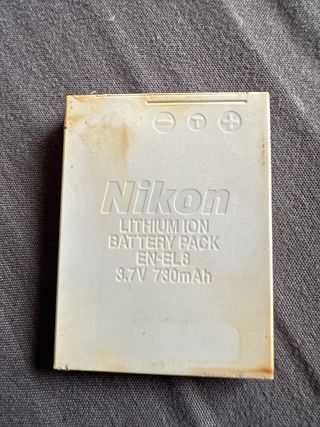 − T +
Nikon
LITHIUM ION
BATTERY PACK
EN-EL8
3.7V 730mAh